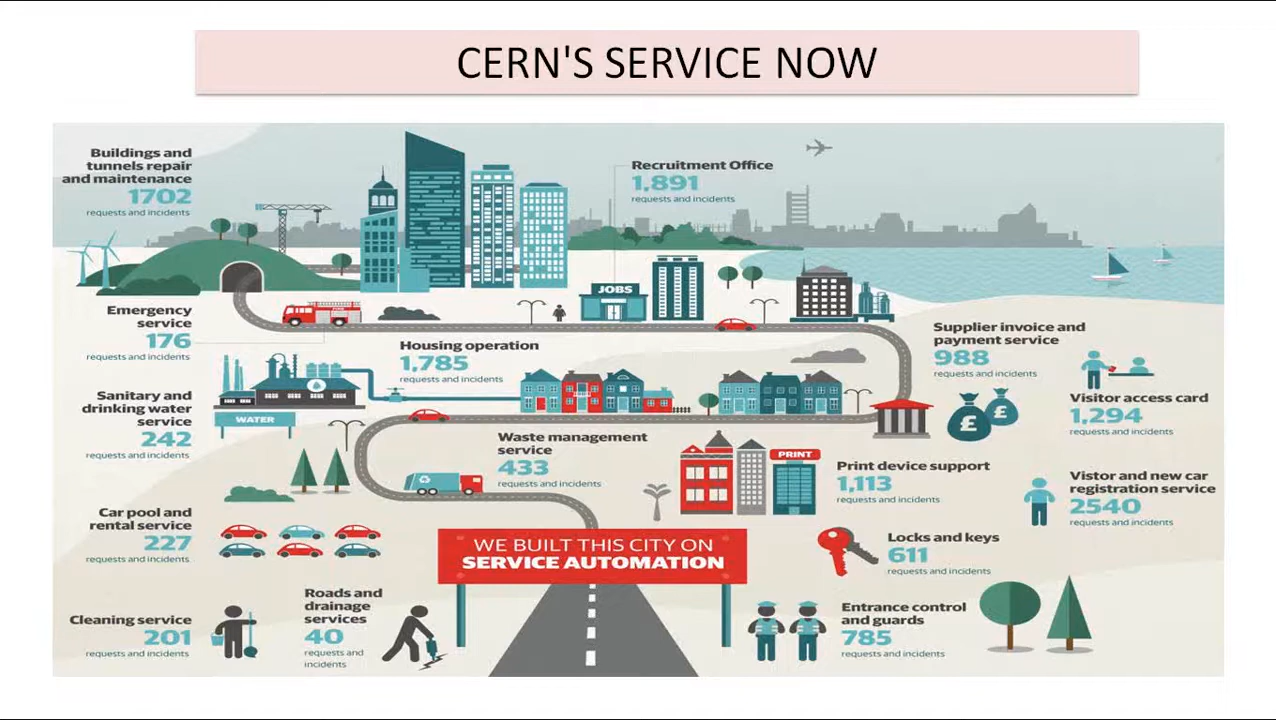 CERN'S SERVICE NOW
Buildings and
tunnels repair
and maintenance
1702
requests and incidents
Recruitment Office
1,891
requests and incidents
JOBS
Emergency
service
176
requests and incidents
Housing operation
1,785
requests and incidents
Supplier invoice and
payment service
988
requests and incidents
Sanitary and
drinking water
service
242
requests and incidents
WATER
££
Visitor access card
1,294
requests and incidents
Waste management
service
433
requests and incidents
PRINT
Print device support
1,113
requests and incidents
Vistor and new car
registration service
2540
requests and incidents
Car pool and
rental service
227
requests and incidents
WE BUILT THIS CITY ON
SERVICE AUTOMATION
Locks and keys
611
requests and incidents
Cleaning service
201
requests and incidents
Roads and
drainage
services
40
requests and
incidents
Entrance control
and guards
785
requests and incidents